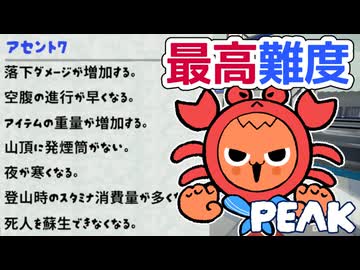 アセント7
最高難度
落下ダメージが増加する。
空腹の進行が早くなる。
アイテムの重量が増加する。
山頂に発煙筒がない。
夜が寒くなる。
登山時のスタミナ消費量が多く
死人を蘇生できなくなる。
PEAK